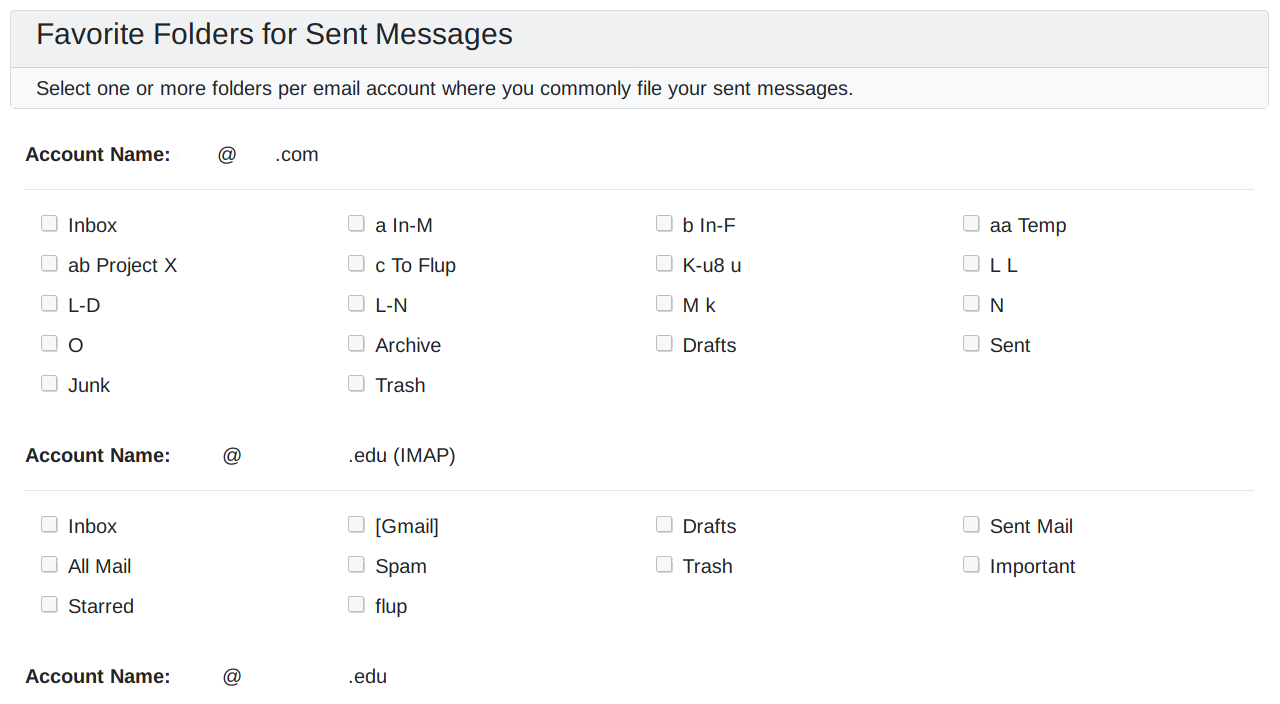 Favorite Folders for Sent Messages
Select one or more folders per email account where you commonly file your sent messages.
Account Name: @ .com
Inbox a In-M b In-F aa Temp
ab Project X c To Flup K-u8 u L L
L-D L-N M k N
O Archive Drafts Sent
Junk Trash
Account Name: @ .edu (IMAP)
Inbox [Gmail] Drafts Sent Mail
All Mail Spam Trash Important
Starred flup
Account Name: @ .edu